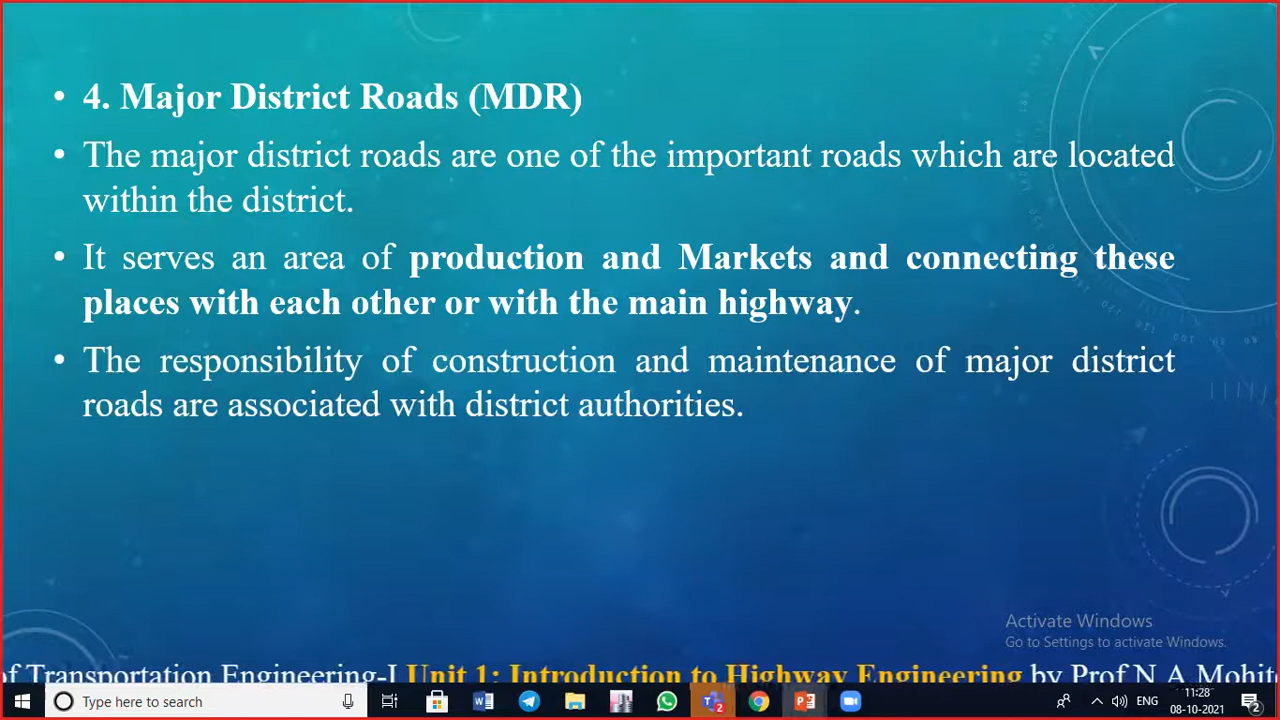 • 4. Major District Roads (MDR)
• The major district roads are one of the important roads which are located
within the district.
• It serves an area of production and Markets and connecting these
places with each other or with the main highway.
• The responsibility of construction and maintenance of major district
roads are associated with district authorities.
Activate Windows
Go to Settings to activate Windows.
of Transportation Engineering-I Unit 1: Introduction to Highway Engineering by Prof N A Mohit
Type here to search
ENG
11:28
08-10-2021
2
2